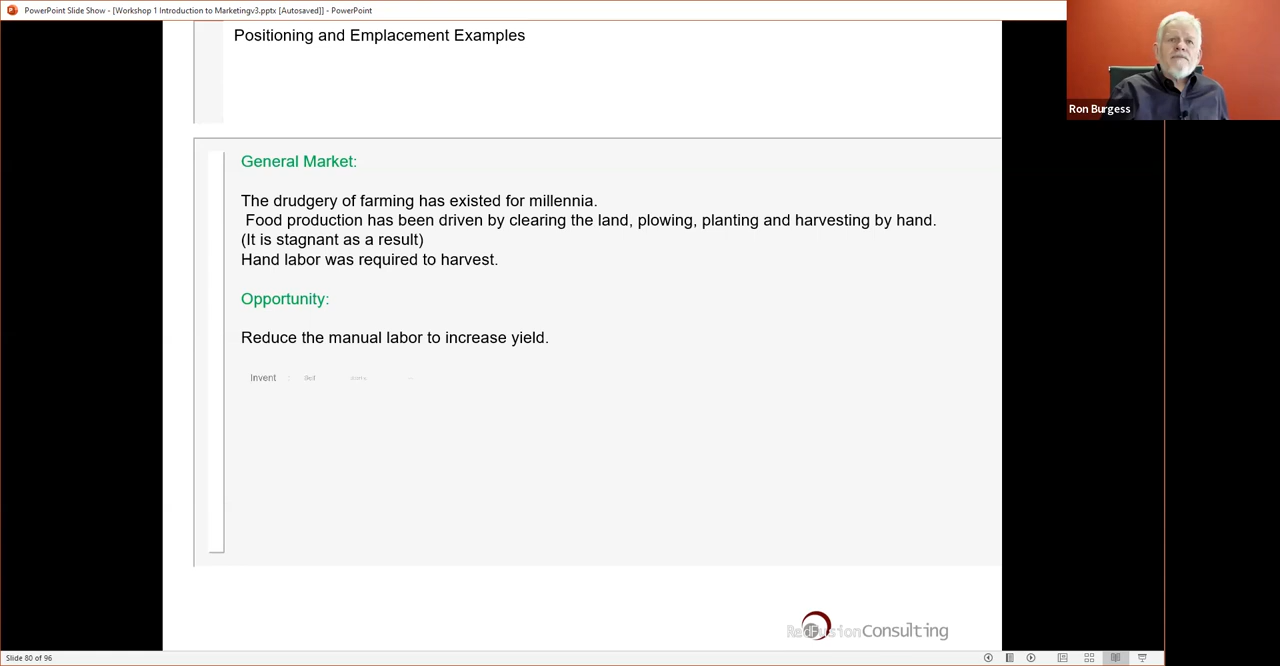 PowerPoint Slide Show - [Workshop 1 Introduction to Marketingv3.pptx [Autosaved]] - PowerPoint
Positioning and Emplacement Examples
Ron Burgess
General Market:
The drudgery of farming has existed for millennia.
Food production has been driven by clearing the land, plowing, planting and harvesting by hand.
(It is stagnant as a result)
Hand labor was required to harvest.
Opportunity:
Reduce the manual labor to increase yield.
Invent :
RedFusionConsulting
Slide 80 of 96